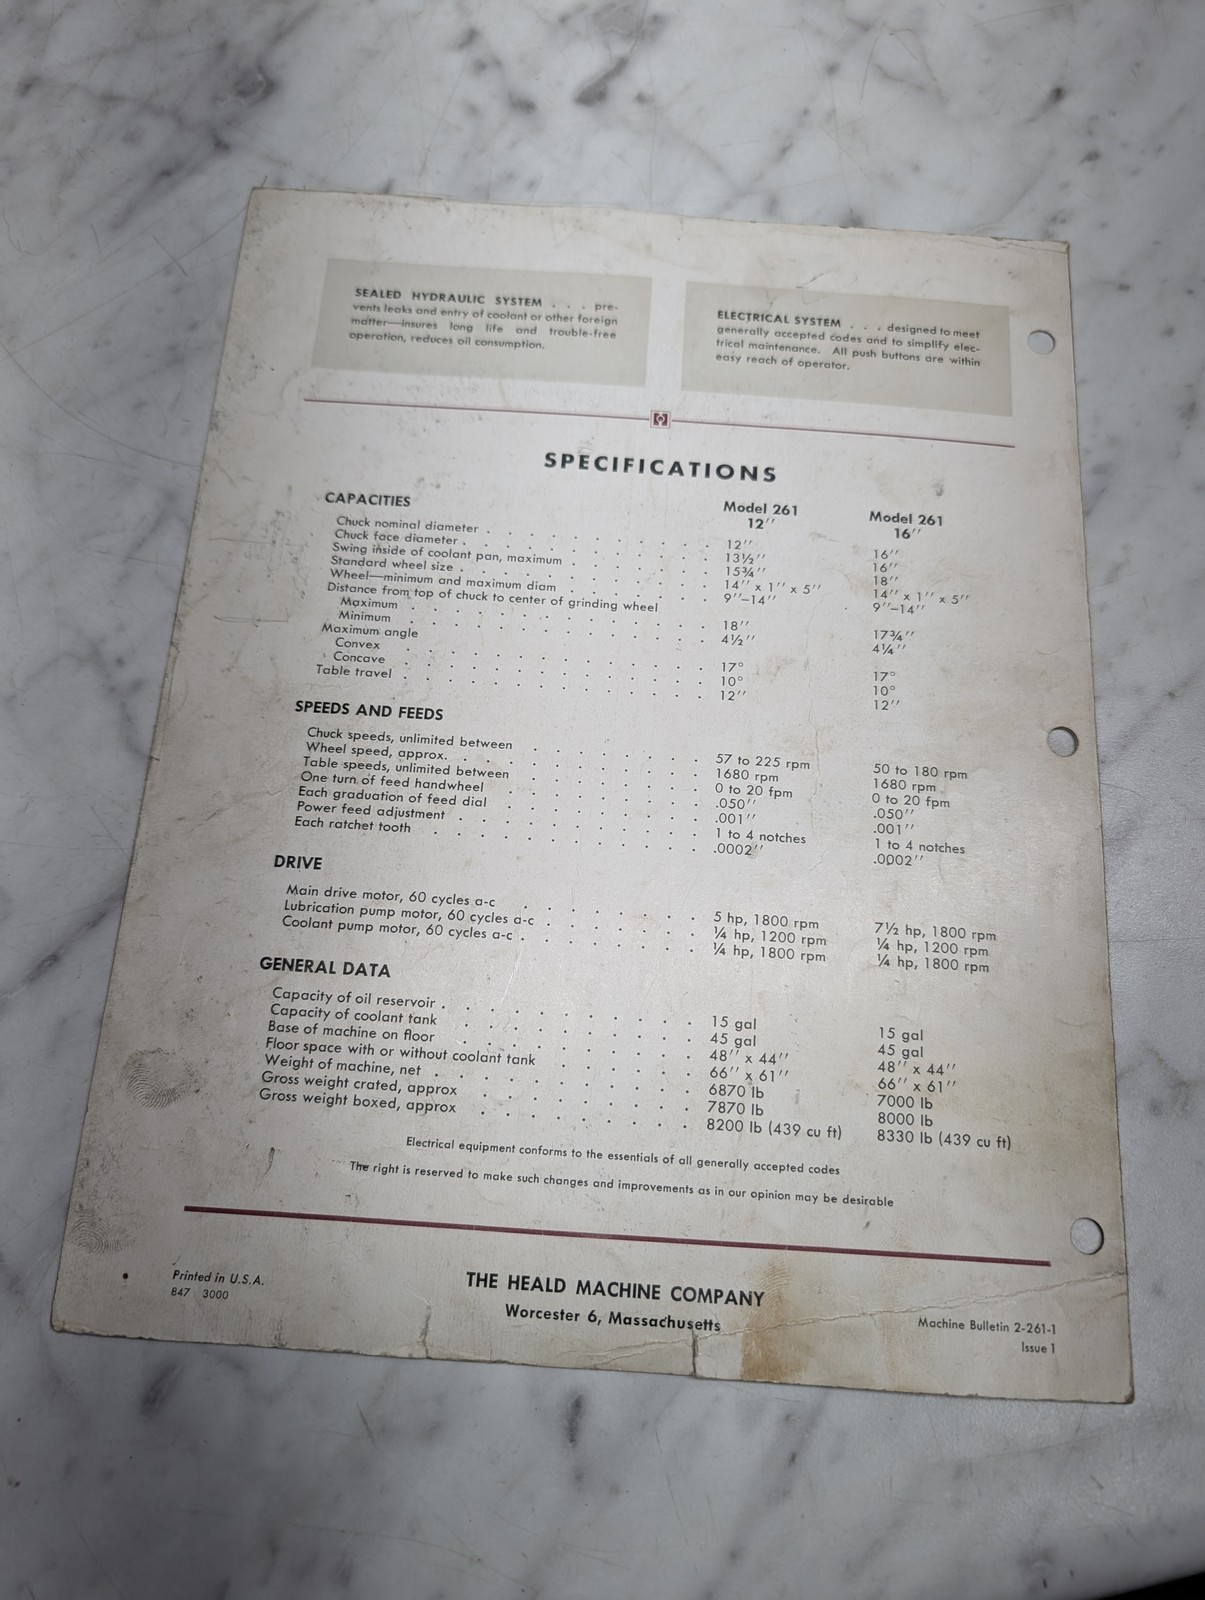 SEALED HYDRAULIC SYSTEM . . . pre-
vents leaks and entry of coolant or other foreign
matter—insures long life and trouble-free
operation, reduces oil consumption.
ELECTRICAL SYSTEM . . . designed to meet
generally accepted codes and to simplify elec-
trical maintenance. All push buttons are within
easy reach of operator.
SPECIFICATIONS
CAPACITIES Model 261 Model 261
12″ 16″
Chuck nominal diameter . . . . . . . . . 12″ 16″
Chuck face diameter . . . . . . . . . . 13½″ 16″
Swing inside of coolant pan, maximum . . . . . . 15¾″ 18″
Standard wheel size . . . . . . . . . . 14″ x 1″ x 5″ 14″ x 1″ x 5″
Wheel—minimum and maximum diam . . . . . . 9″–14″ 9″–14″
Distance from top of chuck to center of grinding wheel
Maximum . . . . . . . . . . . . 18″ 17¾″
Minimum . . . . . . . . . . . . 4½″ 4¼″
Maximum angle
Convex . . . . . . . . . . . . 17° 17°
Concave . . . . . . . . . . . . 10° 10°
Table travel . . . . . . . . . . . . 12″ 12″
SPEEDS AND FEEDS
Chuck speeds, unlimited between . . . . . . . 57 to 225 rpm 50 to 180 rpm
Wheel speed, approx. . . . . . . . . . . 1680 rpm 1680 rpm
Table speeds, unlimited between . . . . . . . 0 to 20 fpm 0 to 20 fpm
One turn of feed handwheel . . . . . . . . .050″ .050″
Each graduation of feed dial . . . . . . . . .001″ .001″
Power feed adjustment . . . . . . . . . 1 to 4 notches 1 to 4 notches
Each ratchet tooth . . . . . . . . . . .0002″ .0002″
DRIVE
Main drive motor, 60 cycles a-c . . . . . . . 5 hp, 1800 rpm 7½ hp, 1800 rpm
Lubrication pump motor, 60 cycles a-c . . . . . . ¼ hp, 1200 rpm ¼ hp, 1200 rpm
Coolant pump motor, 60 cycles a-c . . . . . . . ¼ hp, 1800 rpm ¼ hp, 1800 rpm
GENERAL DATA
Capacity of oil reservoir . . . . . . . . . . 15 gal 15 gal
Capacity of coolant tank . . . . . . . . . 45 gal 45 gal
Base of machine on floor . . . . . . . . . 48″ x 44″ 48″ x 44″
Floor space with or without coolant tank . . . . . . 66″ x 61″ 66″ x 61″
Weight of machine, net . . . . . . . . . . 6870 lb 7000 lb
Gross weight crated, approx . . . . . . . . 7870 lb 8000 lb
Gross weight boxed, approx . . . . . . . . 8200 lb (439 cu ft) 8330 lb (439 cu ft)
Electrical equipment conforms to the essentials of all generally accepted codes
The right is reserved to make such changes and improvements as in our opinion may be desirable
Printed in U.S.A.
847 3000
THE HEALD MACHINE COMPANY
Worcester 6, Massachusetts
Machine Bulletin 2-261-1
Issue 1